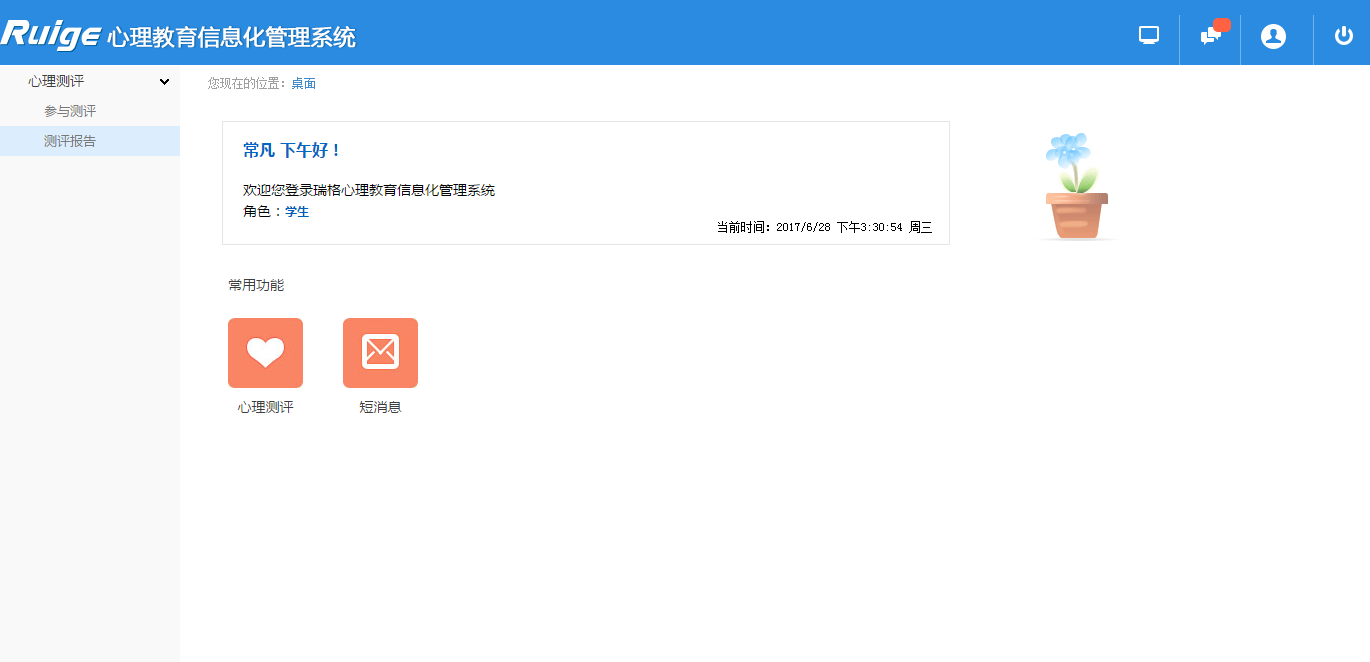 Ruige 心理教育信息化管理系统
心理测评
参与测评
测评报告
您现在的位置：桌面
常凡 下午好！
欢迎您登录瑞格心理教育信息化管理系统
角色：学生
当前时间：2017/6/28 下午3:30:54 周三
常用功能
心理测评
短消息